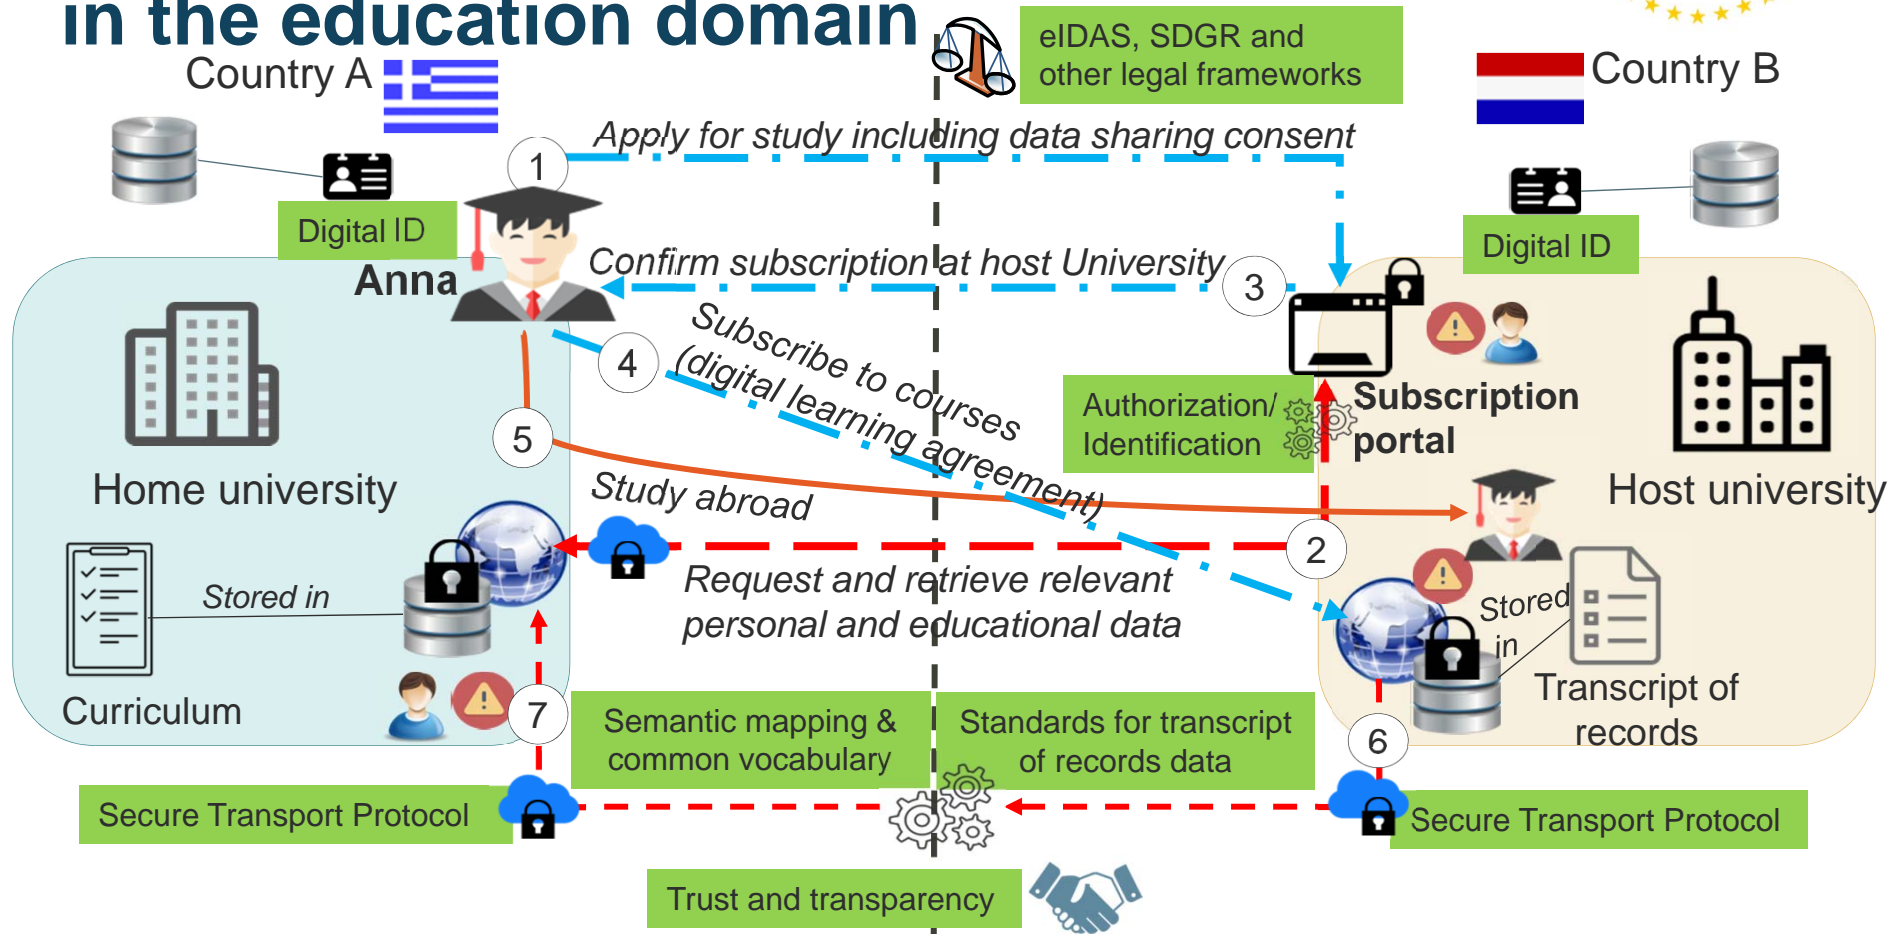 in the education domain
Country A
eIDAS, SDGR and
other legal frameworks
Country B
Apply for study including data sharing consent
1
Digital ID
Digital ID
Anna
Confirm subscription at host University
3
Subscribe to courses
(digital learning agreement)
4
Authorization/
Identification
Subscription
portal
5
Home university
Study abroad
Host university
2
Request and retrieve relevant
personal and educational data
Stored in
Stored
in
Curriculum
Transcript of
records
7
Semantic mapping &
common vocabulary
Standards for transcript
of records data
6
Secure Transport Protocol
Secure Transport Protocol
Trust and transparency